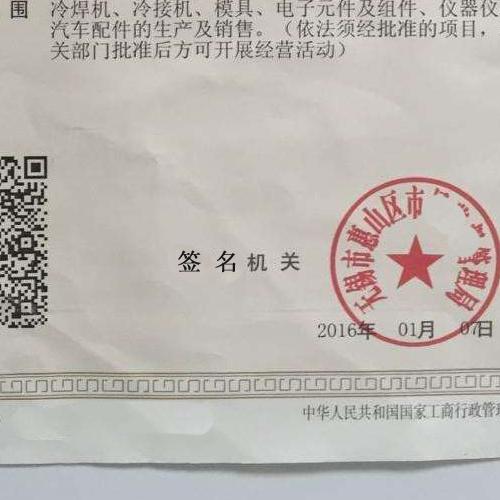 围 冷焊机、冷接机、模具、电子元件及组件、仪器仪
汽车配件的生产及销售。（依法须经批准的项目，
关部门批准后方可开展经营活动）
无锡市惠山区市 管理局
签名机关
2016年 01月 07日
中华人民共和国国家工商行政管理